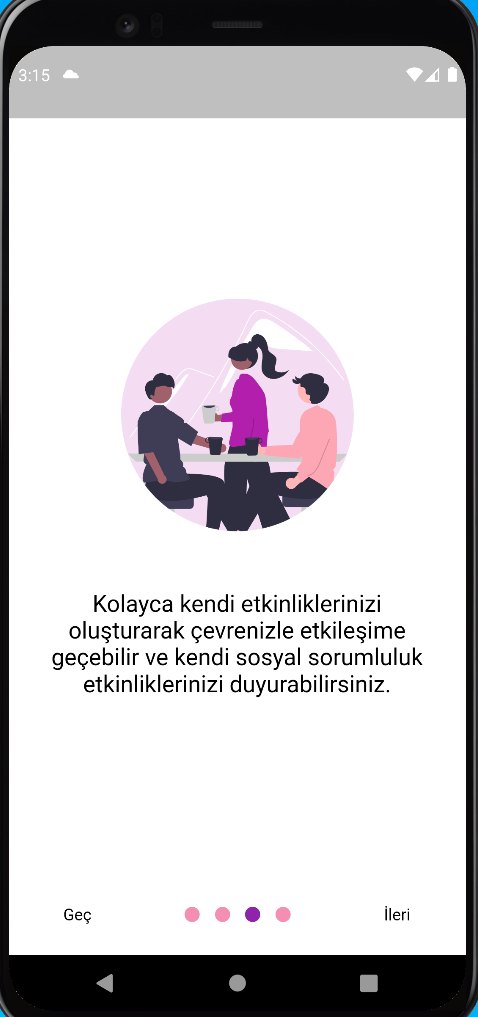 3:15
Kolayca kendi etkinliklerinizi
oluşturarak çevrenizle etkileşime
geçebilir ve kendi sosyal sorumluluk
etkinliklerinizi duyurabilirsiniz.
Geç
İleri